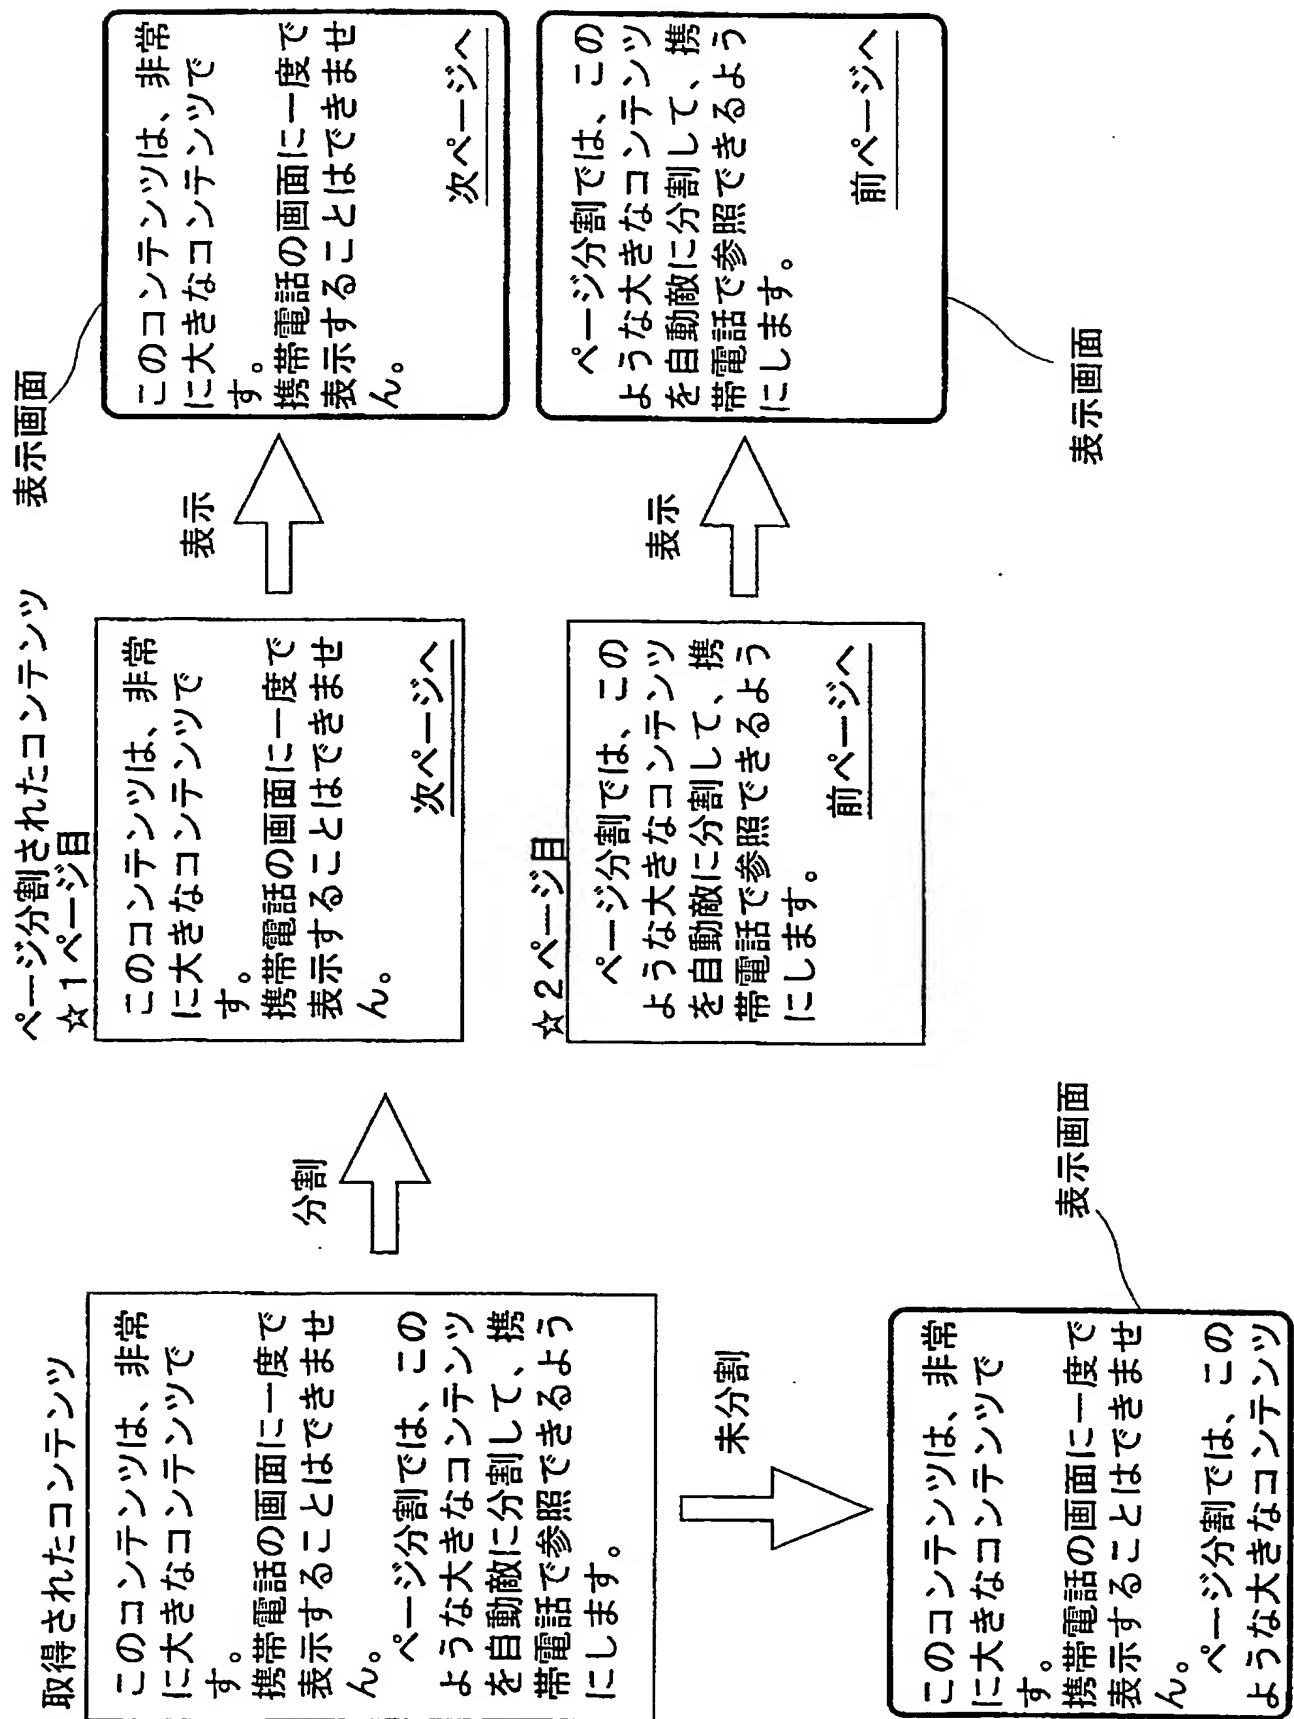 取得されたコンテンツ
このコンテンツは、非常
に大きなコンテンツで
す。
携帯電話の画面に一度で
表示することはできませ
ん。
ページ分割では、この
ような大きなコンテンツ
を自動敵に分割して、携
帯電話で参照できるよう
にします。
分割
ページ分割されたコンテンツ
☆1ページ目
このコンテンツは、非常
に大きなコンテンツで
す。
携帯電話の画面に一度で
表示することはできませ
ん。
次ページへ
☆2ページ目
ページ分割では、この
ような大きなコンテンツ
を自動敵に分割して、携
帯電話で参照できるよう
にします。
前ページへ
表示
表示画面
このコンテンツは、非常
に大きなコンテンツで
す。
携帯電話の画面に一度で
表示することはできませ
ん。
次ページへ
表示
ページ分割では、この
ような大きなコンテンツ
を自動敵に分割して、携
帯電話で参照できるよう
にします。
前ページへ
表示画面
未分割
このコンテンツは、非常
に大きなコンテンツで
す。
携帯電話の画面に一度で
表示することはできませ
ん。
ページ分割では、この
ような大きなコンテンツ
表示画面